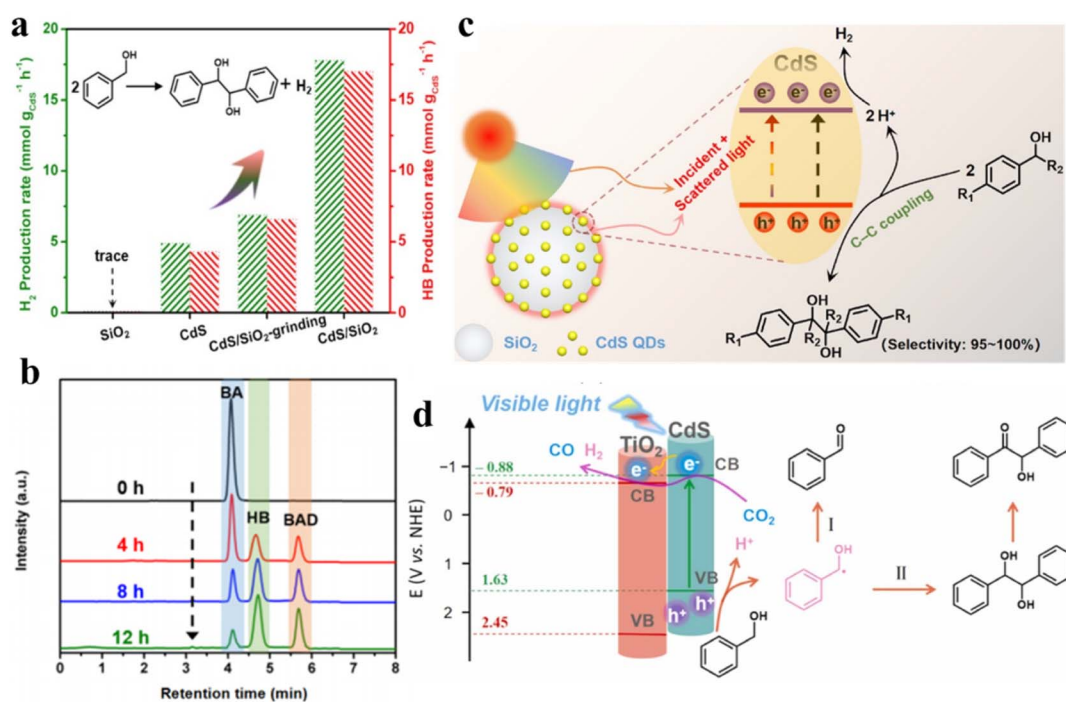 a
H2 Production rate (mmol gCdS-1 h-1)
20
15
10
5
0
2
OH
OH
OH
+ H2
trace
SiO2
CdS
CdS/SiO2-grinding
CdS/SiO2
20
15
10
5
0
HB Production rate (mmol gCdS-1 h-1)
b
Intensity (a.u.)
BA
HB
BAD
0 h
4 h
8 h
12 h
0 1 2 3 4 5 6 7 8
Retention time (min)
c
H2
CdS
e- e- e-
2 H+
Incident +
Scattered light
h+ h+ h+
2
OH
R2
R1
C–C coupling
SiO2
CdS QDs
OH
R2
R1
R1
R2
OH
(Selectivity: 95~100%)
d
Visible light
E (V vs. NHE)
−1
0
1
2
CO
H2
TiO2
CdS
e-
e-
CB
CB
− 0.88
− 0.79
CO2
H+
1.63
2.45
VB
VB
h+
h+
OH
O
I
OH
II
O
OH
OH
OH